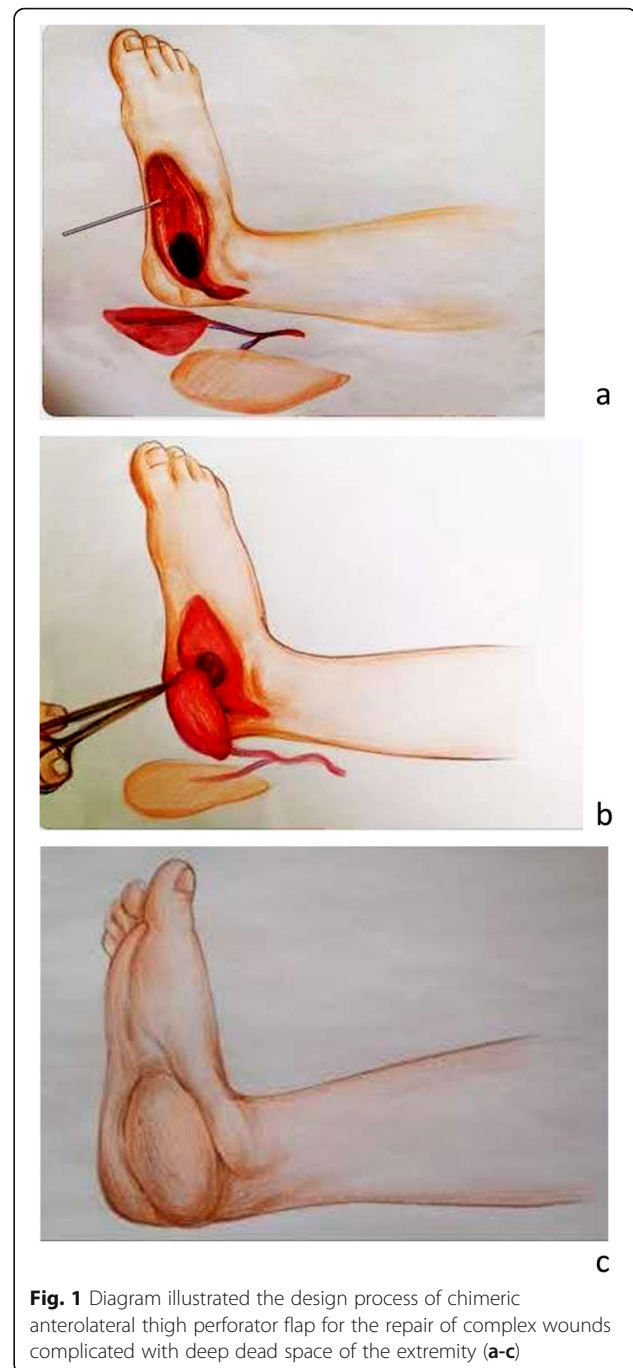 a
b
c
Fig. 1 Diagram illustrated the design process of chimeric
anterolateral thigh perforator flap for the repair of complex wounds
complicated with deep dead space of the extremity (a-c)